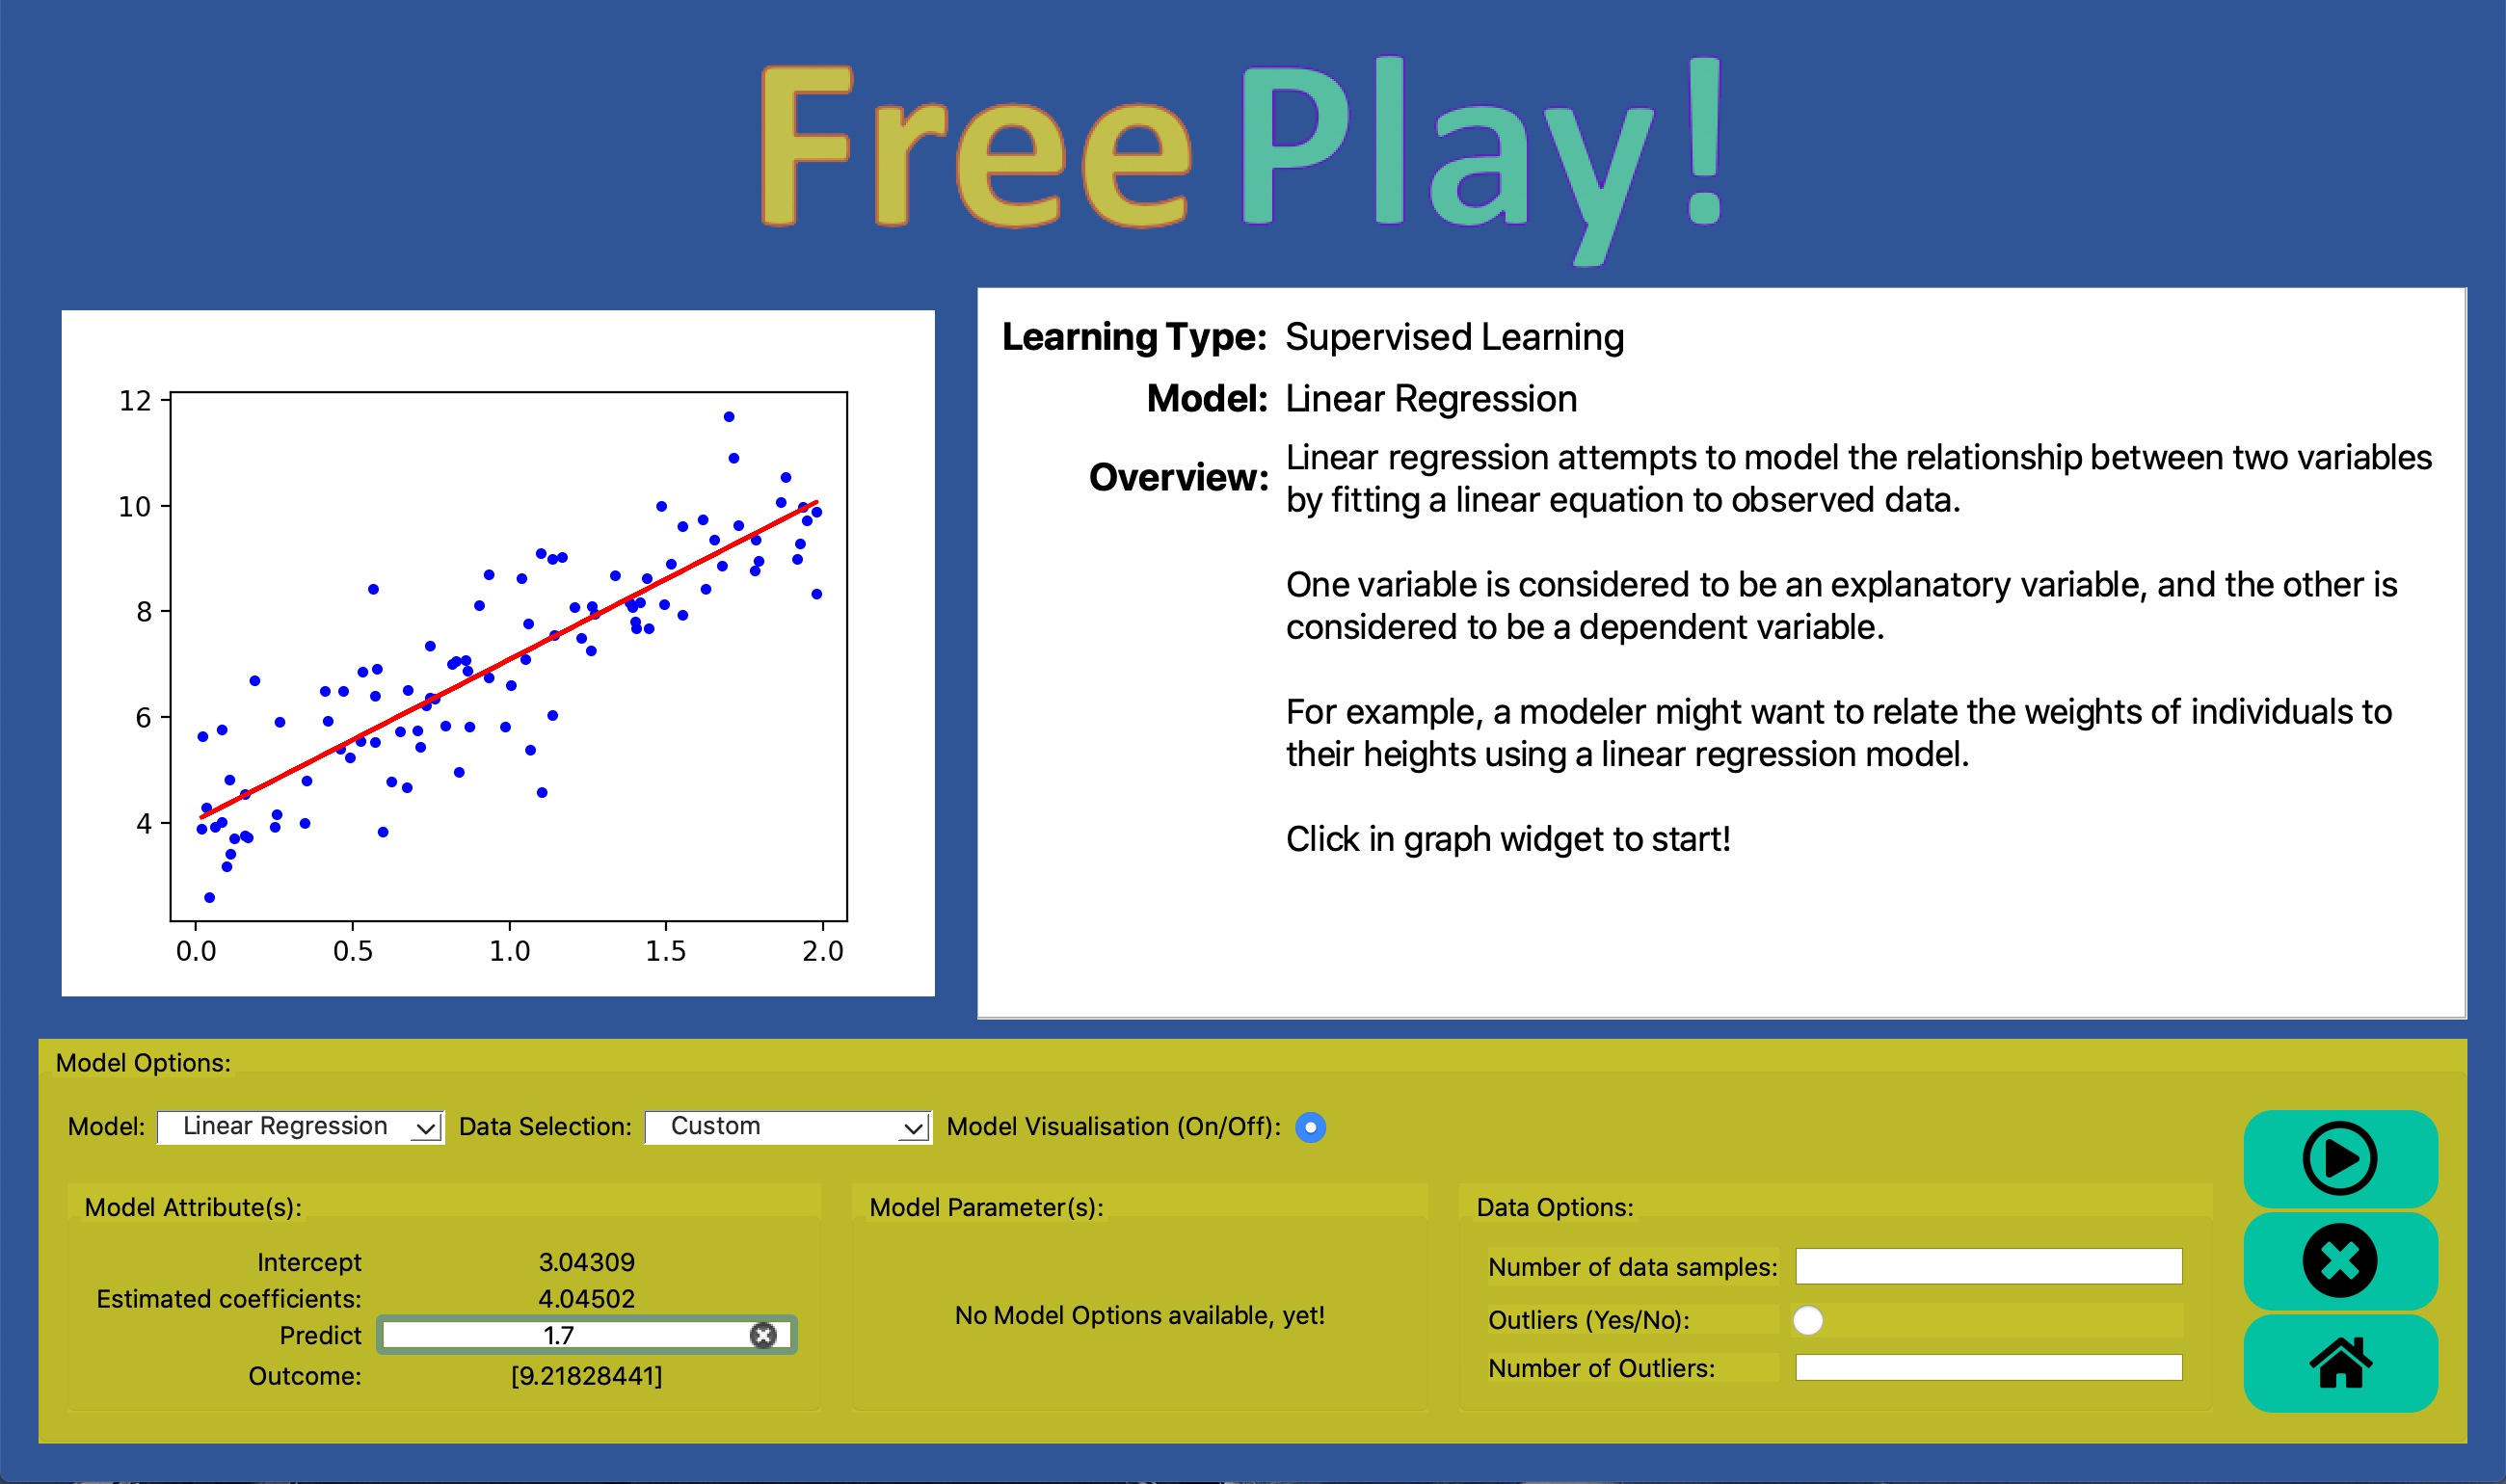 Free Play!
12
10
8
6
4
0.0 0.5 1.0 1.5 2.0
Learning Type: Supervised Learning
Model: Linear Regression
Overview: Linear regression attempts to model the relationship between two variables
by fitting a linear equation to observed data.
One variable is considered to be an explanatory variable, and the other is
considered to be a dependent variable.
For example, a modeler might want to relate the weights of individuals to
their heights using a linear regression model.
Click in graph widget to start!
Model Options:
Model: Linear Regression Data Selection: Custom Model Visualisation (On/Off):
Model Attribute(s):
Intercept 3.04309
Estimated coefficients: 4.04502
Predict 1.7
Outcome: [9.21828441]
Model Parameter(s):
No Model Options available, yet!
Data Options:
Number of data samples:
Outliers (Yes/No):
Number of Outliers: